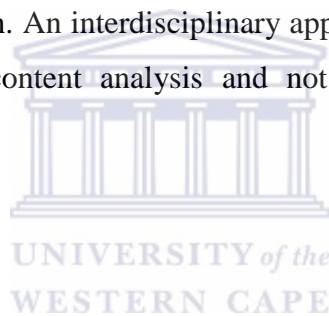 . An interdisciplinary app
content analysis and not
UNIVERSITY of the
WESTERN CAPE